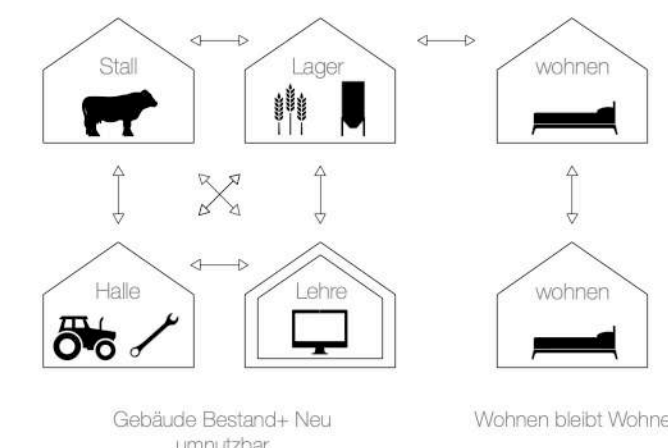 Stall
Lager
wohnen
Halle
Lehre
wohnen
Gebäude Bestand+ Neu
umnutzbar
Wohnen bleibt Wohne